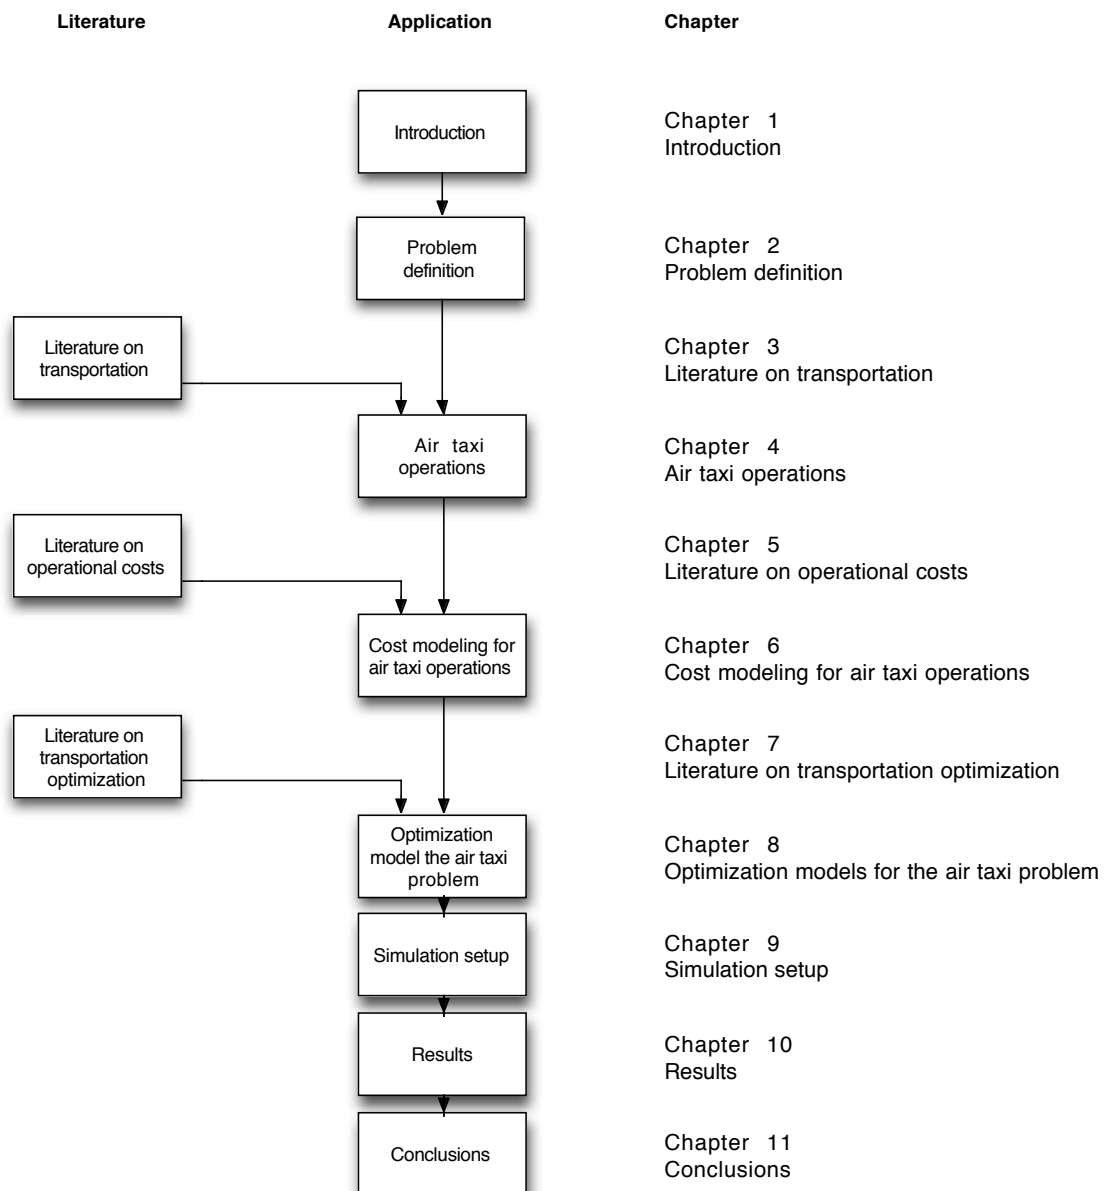 Literature
Application
Chapter
Introduction
Chapter 1
Introduction
Problem
definition
Chapter 2
Problem definition
Literature on
transportation
Chapter 3
Literature on transportation
Air taxi
operations
Chapter 4
Air taxi operations
Literature on
operational costs
Chapter 5
Literature on operational costs
Cost modeling for
air taxi operations
Chapter 6
Cost modeling for air taxi operations
Literature on
transportation
optimization
Chapter 7
Literature on transportation optimization
Optimization
model the air taxi
problem
Chapter 8
Optimization models for the air taxi problem
Simulation setup
Chapter 9
Simulation setup
Results
Chapter 10
Results
Conclusions
Chapter 11
Conclusions